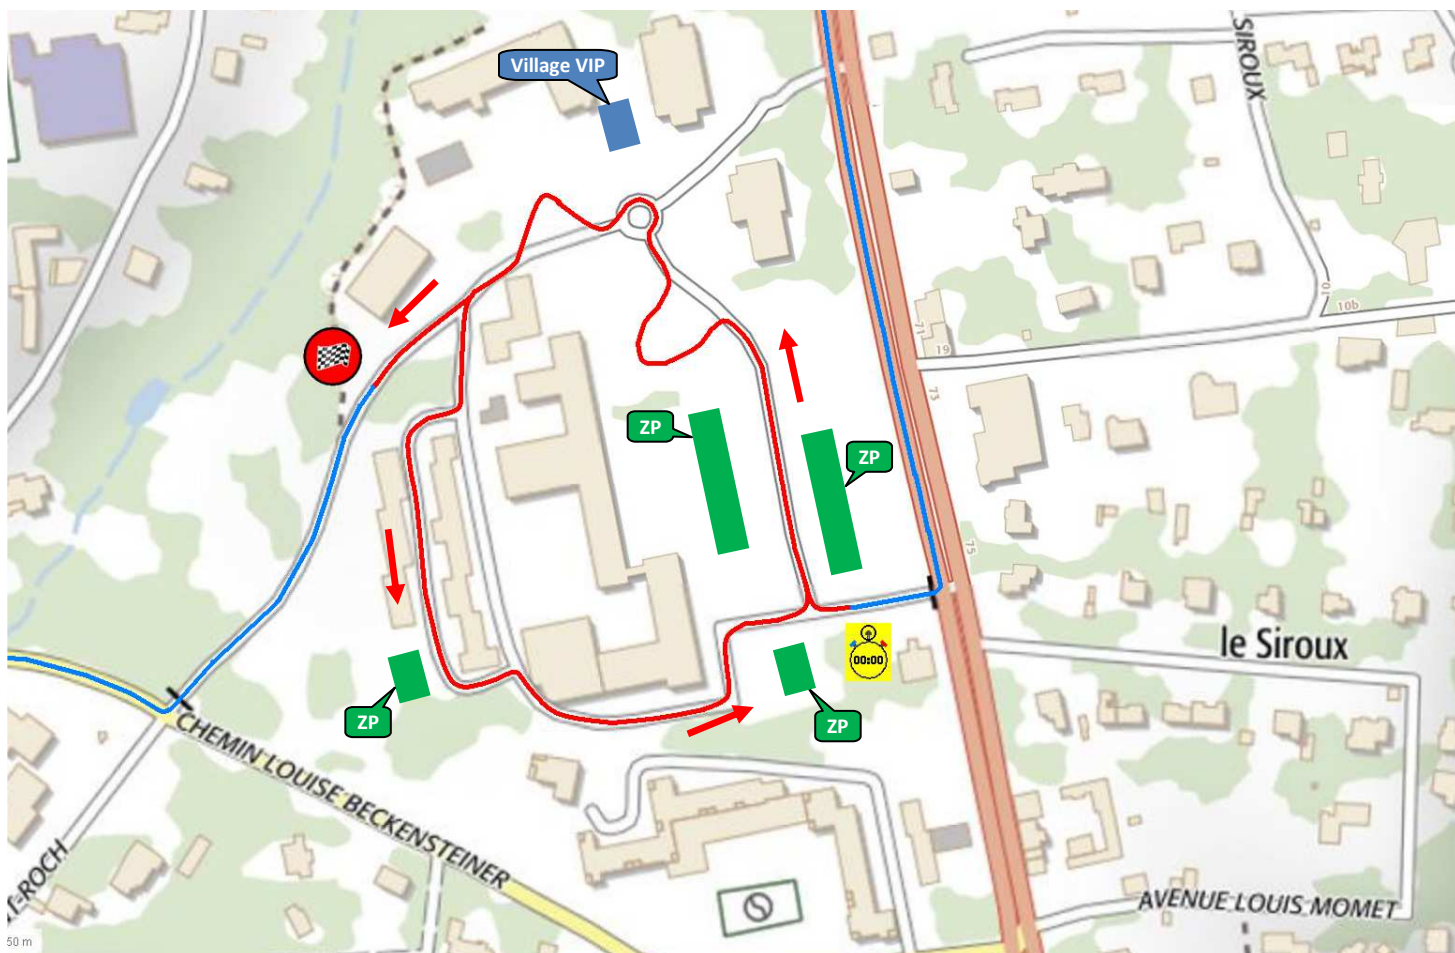 Village VIP
SIROUX
10
10b
71
19
73
ZP
ZP
75
00:00
le Siroux
ZP
ZP
CHEMIN LOUISE BECKENSTEINER
T-ROCH
AVENUE LOUIS MOMET
50 m